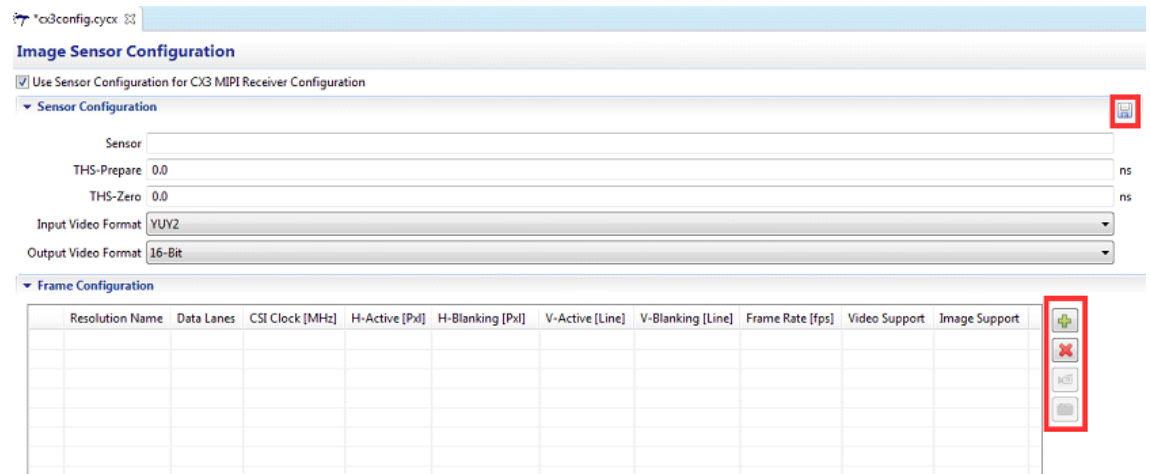 *cx3config.cycx
Image Sensor Configuration
Use Sensor Configuration for CX3 MIPI Receiver Configuration
Sensor Configuration
Sensor
THS-Prepare 0.0 ns
THS-Zero 0.0 ns
Input Video Format YUY2
Output Video Format 16-Bit
Frame Configuration
Resolution Name Data Lanes CSI Clock [MHz] H-Active [Pxl] H-Blanking [Pxl] V-Active [Line] V-Blanking [Line] Frame Rate [fps] Video Support Image Support